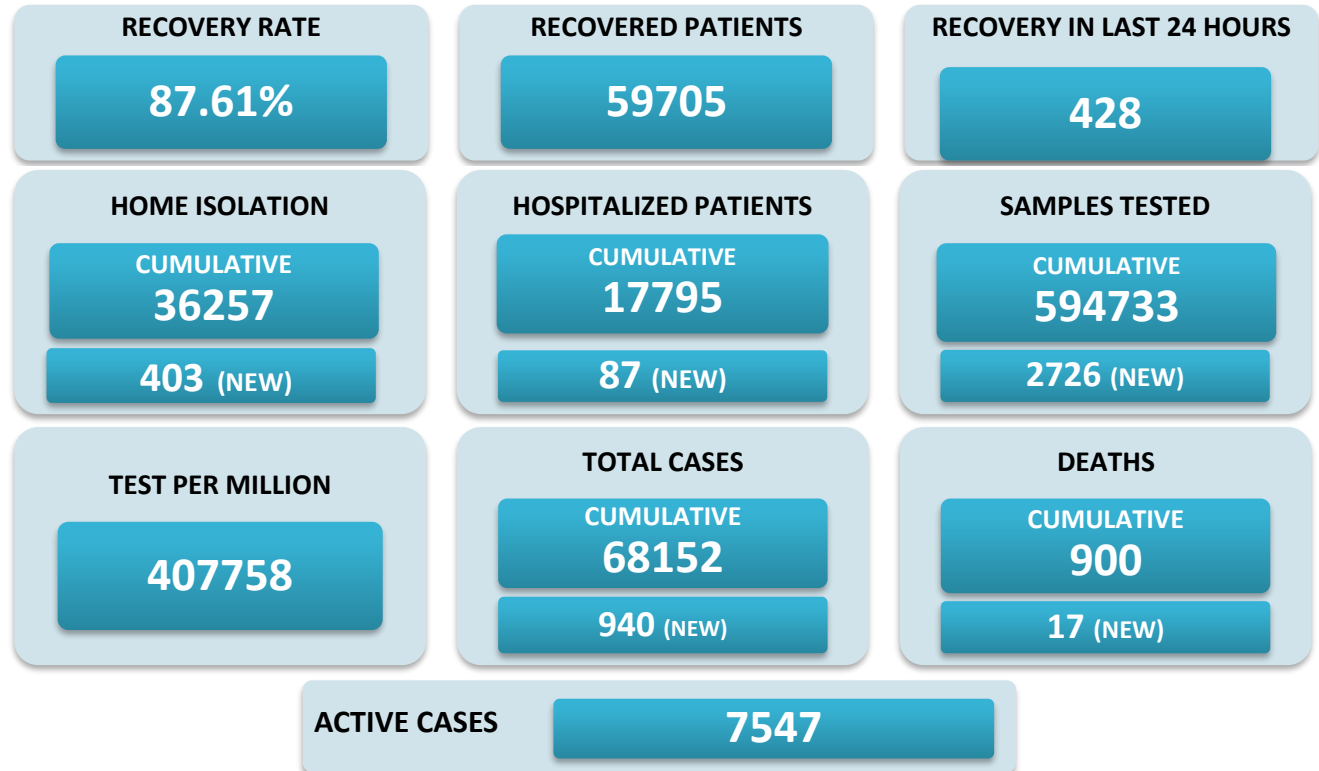 RECOVERY RATE
87.61%
RECOVERED PATIENTS
59705
RECOVERY IN LAST 24 HOURS
428
HOME ISOLATION
CUMULATIVE
36257
403 (NEW)
HOSPITALIZED PATIENTS
CUMULATIVE
17795
87 (NEW)
SAMPLES TESTED
CUMULATIVE
594733
2726 (NEW)
TEST PER MILLION
407758
TOTAL CASES
CUMULATIVE
68152
940 (NEW)
DEATHS
CUMULATIVE
900
17 (NEW)
ACTIVE CASES
7547